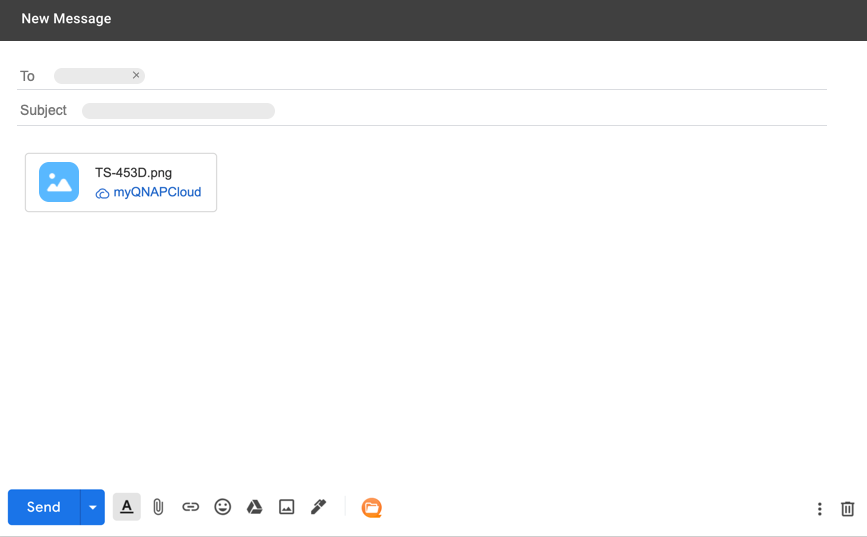 New Message
To
Subject
TS-453D.png
myQNAPCloud
Send
A